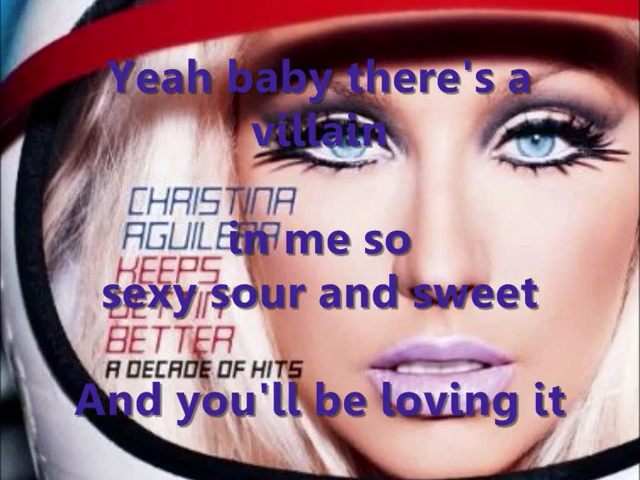 Yeah baby there's a
villain
CHRISTINA
AGUILERA
in me so
KEEPS
sexy sour and sweet
GETTIN
BETTER
A DECADE OF HITS
And you'll be loving it